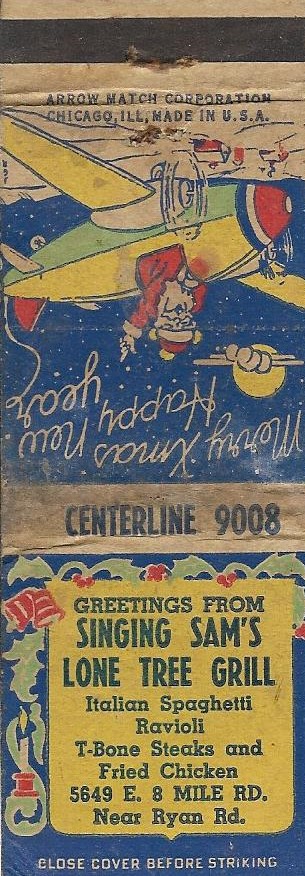 ARROW MATCH CORPORATION
CHICAGO, ILL, MADE IN U.S.A.
Merry Xmas
Happy new year
CENTERLINE 9008
GREETINGS FROM
SINGING SAM'S
LONE TREE GRILL
Italian Spaghetti
Ravioli
T-Bone Steaks and
Fried Chicken
5649 E. 8 MILE RD.
Near Ryan Rd.
CLOSE COVER BEFORE STRIKING